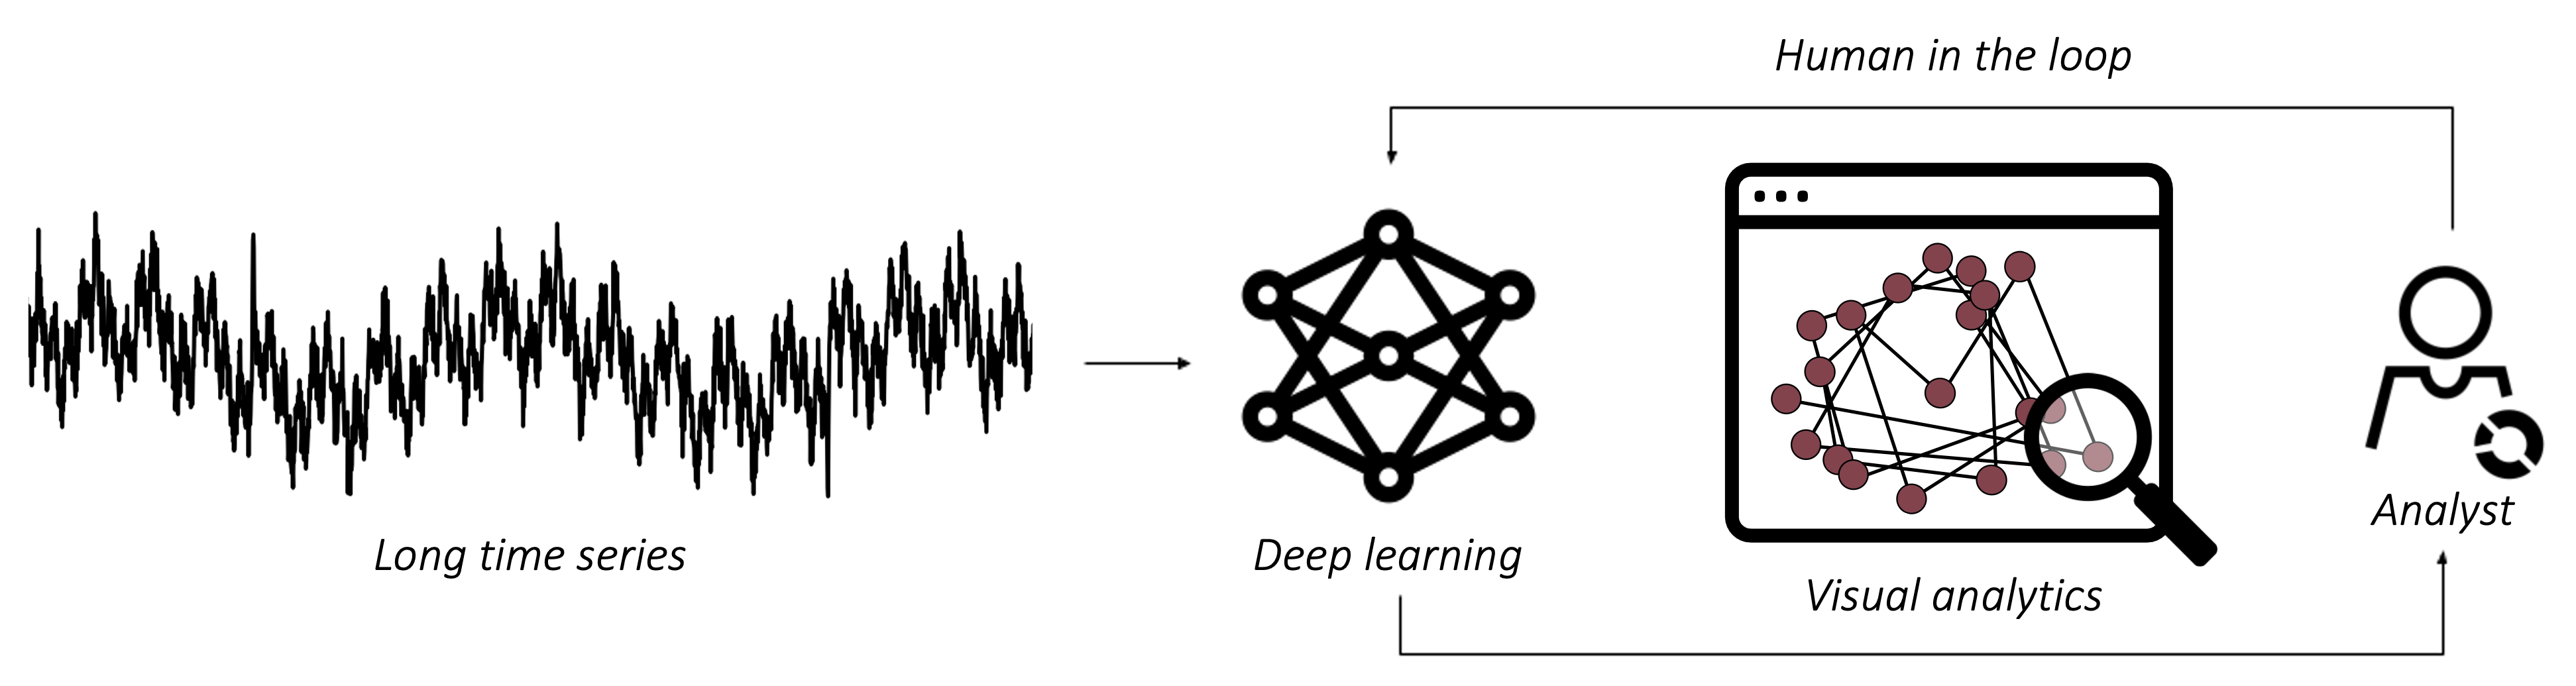 Human in the loop
Long time series
Deep learning
Visual analytics
Analyst